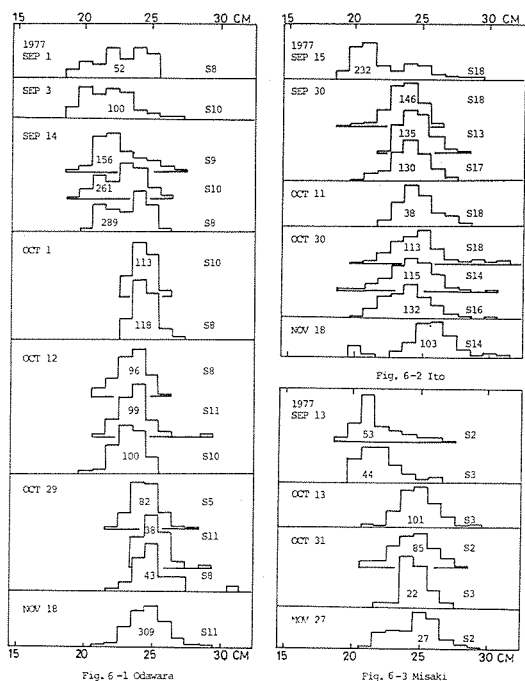 15 20 25 30 CM
1977
SEP 1
52 S8
SEP 3
100 S10
SEP 14
156 S9
261 S10
289 S8
OCT 1
113 S10
118 S8
OCT 12
96 S8
99 S11
100 S10
OCT 29
82 S5
38 S11
43 S8
NOV 18
309 S11
15 20 25 30 CM
Fig. 6-1 Odawara
15 20 25 30 CM
1977
SEP 15
232 S18
SEP 30
146 S18
135 S13
130 S17
OCT 11
38 S18
OCT 30
113 S18
115 S14
132 S16
NOV 18
103 S14
Fig. 6-2 Ito
1977
SEP 13
53 S2
44 S3
OCT 13
101 S3
OCT 31
85 S2
22 S3
NOV 27
27 S2
15 20 25 30 CM
Fig. 6-3 Misaki